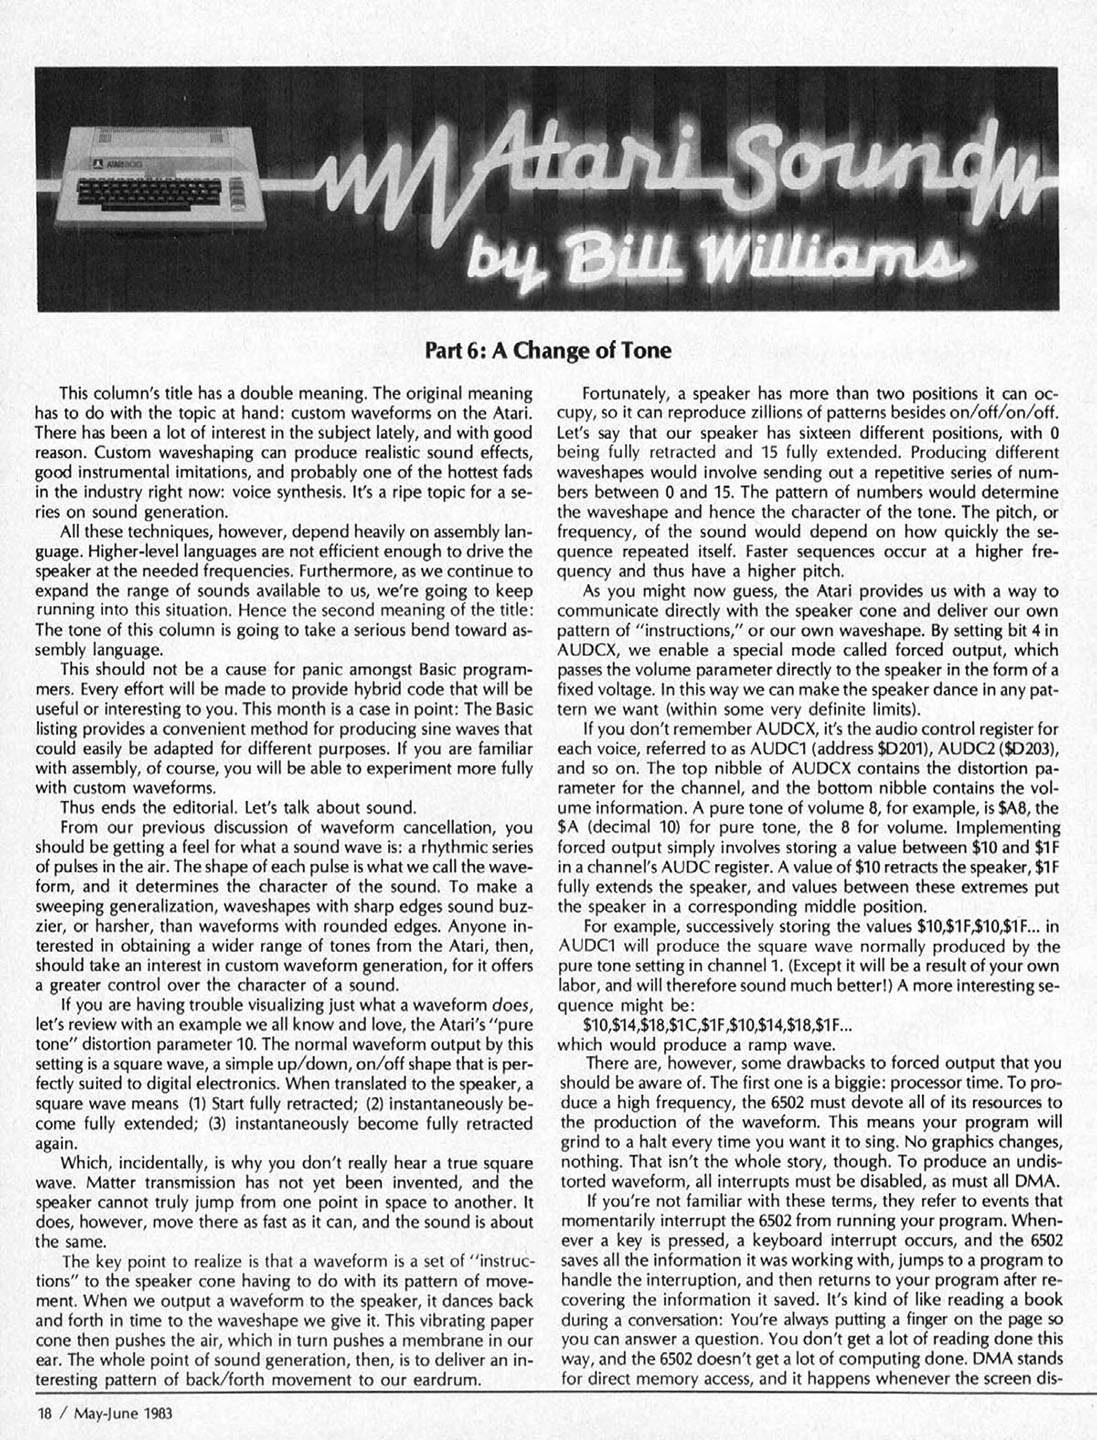 ATARI 800
Atari Sound
by Bill Williams
Part 6: A Change of Tone
This column's title has a double meaning. The original meaning
has to do with the topic at hand: custom waveforms on the Atari.
There has been a lot of interest in the subject lately, and with good
reason. Custom waveshaping can produce realistic sound effects,
good instrumental imitations, and probably one of the hottest fads
in the industry right now: voice synthesis. It's a ripe topic for a se-
ries on sound generation.
All these techniques, however, depend heavily on assembly lan-
guage. Higher-level languages are not efficient enough to drive the
speaker at the needed frequencies. Furthermore, as we continue to
expand the range of sounds available to us, we're going to keep
running into this situation. Hence the second meaning of the title:
The tone of this column is going to take a serious bend toward as-
sembly language.
This should not be a cause for panic amongst Basic program-
mers. Every effort will be made to provide hybrid code that will be
useful or interesting to you. This month is a case in point: The Basic
listing provides a convenient method for producing sine waves that
could easily be adapted for different purposes. If you are familiar
with assembly, of course, you will be able to experiment more fully
with custom waveforms.
Thus ends the editorial. Let's talk about sound.
From our previous discussion of waveform cancellation, you
should be getting a feel for what a sound wave is: a rhythmic series
of pulses in the air. The shape of each pulse is what we call the wave-
form, and it determines the character of the sound. To make a
sweeping generalization, waveshapes with sharp edges sound buz-
zier, or harsher, than waveforms with rounded edges. Anyone in-
terested in obtaining a wider range of tones from the Atari, then,
should take an interest in custom waveform generation, for it offers
a greater control over the character of a sound.
If you are having trouble visualizing just what a waveform does,
let's review with an example we all know and love, the Atari's "pure
tone" distortion parameter 10. The normal waveform output by this
setting is a square wave, a simple up/down, on/off shape that is per-
fectly suited to digital electronics. When translated to the speaker, a
square wave means (1) Start fully retracted; (2) instantaneously be-
come fully extended; (3) instantaneously become fully retracted
again.
Which, incidentally, is why you don't really hear a true square
wave. Matter transmission has not yet been invented, and the
speaker cannot truly jump from one point in space to another. It
does, however, move there as fast as it can, and the sound is about
the same.
The key point to realize is that a waveform is a set of "instruc-
tions" to the speaker cone having to do with its pattern of move-
ment. When we output a waveform to the speaker, it dances back
and forth in time to the waveshape we give it. This vibrating paper
cone then pushes the air, which in turn pushes a membrane in our
ear. The whole point of sound generation, then, is to deliver an in-
teresting pattern of back/forth movement to our eardrum.
Fortunately, a speaker has more than two positions it can oc-
cupy, so it can reproduce zillions of patterns besides on/off/on/off.
Let's say that our speaker has sixteen different positions, with 0
being fully retracted and 15 fully extended. Producing different
waveshapes would involve sending out a repetitive series of num-
bers between 0 and 15. The pattern of numbers would determine
the waveshape and hence the character of the tone. The pitch, or
frequency, of the sound would depend on how quickly the se-
quence repeated itself. Faster sequences occur at a higher fre-
quency and thus have a higher pitch.
As you might now guess, the Atari provides us with a way to
communicate directly with the speaker cone and deliver our own
pattern of "instructions," or our own waveshape. By setting bit 4 in
AUDCX, we enable a special mode called forced output, which
passes the volume parameter directly to the speaker in the form of a
fixed voltage. In this way we can make the speaker dance in any pat-
tern we want (within some very definite limits).
If you don't remember AUDCX, it's the audio control register for
each voice, referred to as AUDC1 (address $D201), AUDC2 ($D203),
and so on. The top nibble of AUDCX contains the distortion pa-
rameter for the channel, and the bottom nibble contains the vol-
ume information. A pure tone of volume 8, for example, is $A8, the
$A (decimal 10) for pure tone, the 8 for volume. Implementing
forced output simply involves storing a value between $10 and $1F
in a channel's AUDC register. A value of $10 retracts the speaker, $1F
fully extends the speaker, and values between these extremes put
the speaker in a corresponding middle position.
For example, successively storing the values $10,$1F,$10,$1F... in
AUDC1 will produce the square wave normally produced by the
pure tone setting in channel 1. (Except it will be a result of your own
labor, and will therefore sound much better!) A more interesting se-
quence might be:
$10,$14,$18,$1C,$1F,$10,$14,$18,$1F...
which would produce a ramp wave.
There are, however, some drawbacks to forced output that you
should be aware of. The first one is a biggie: processor time. To pro-
duce a high frequency, the 6502 must devote all of its resources to
the production of the waveform. This means your program will
grind to a halt every time you want it to sing. No graphics changes,
nothing. That isn't the whole story, though. To produce an undis-
torted waveform, all interrupts must be disabled, as must all DMA.
If you're not familiar with these terms, they refer to events that
momentarily interrupt the 6502 from running your program. When-
ever a key is pressed, a keyboard interrupt occurs, and the 6502
saves all the information it was working with, jumps to a program to
handle the interruption, and then returns to your program after re-
covering the information it saved. It's kind of like reading a book
during a conversation: You're always putting a finger on the page so
you can answer a question. You don't get a lot of reading done this
way, and the 6502 doesn't get a lot of computing done. DMA stands
for direct memory access, and it happens whenever the screen dis-
18 / May-June 1983